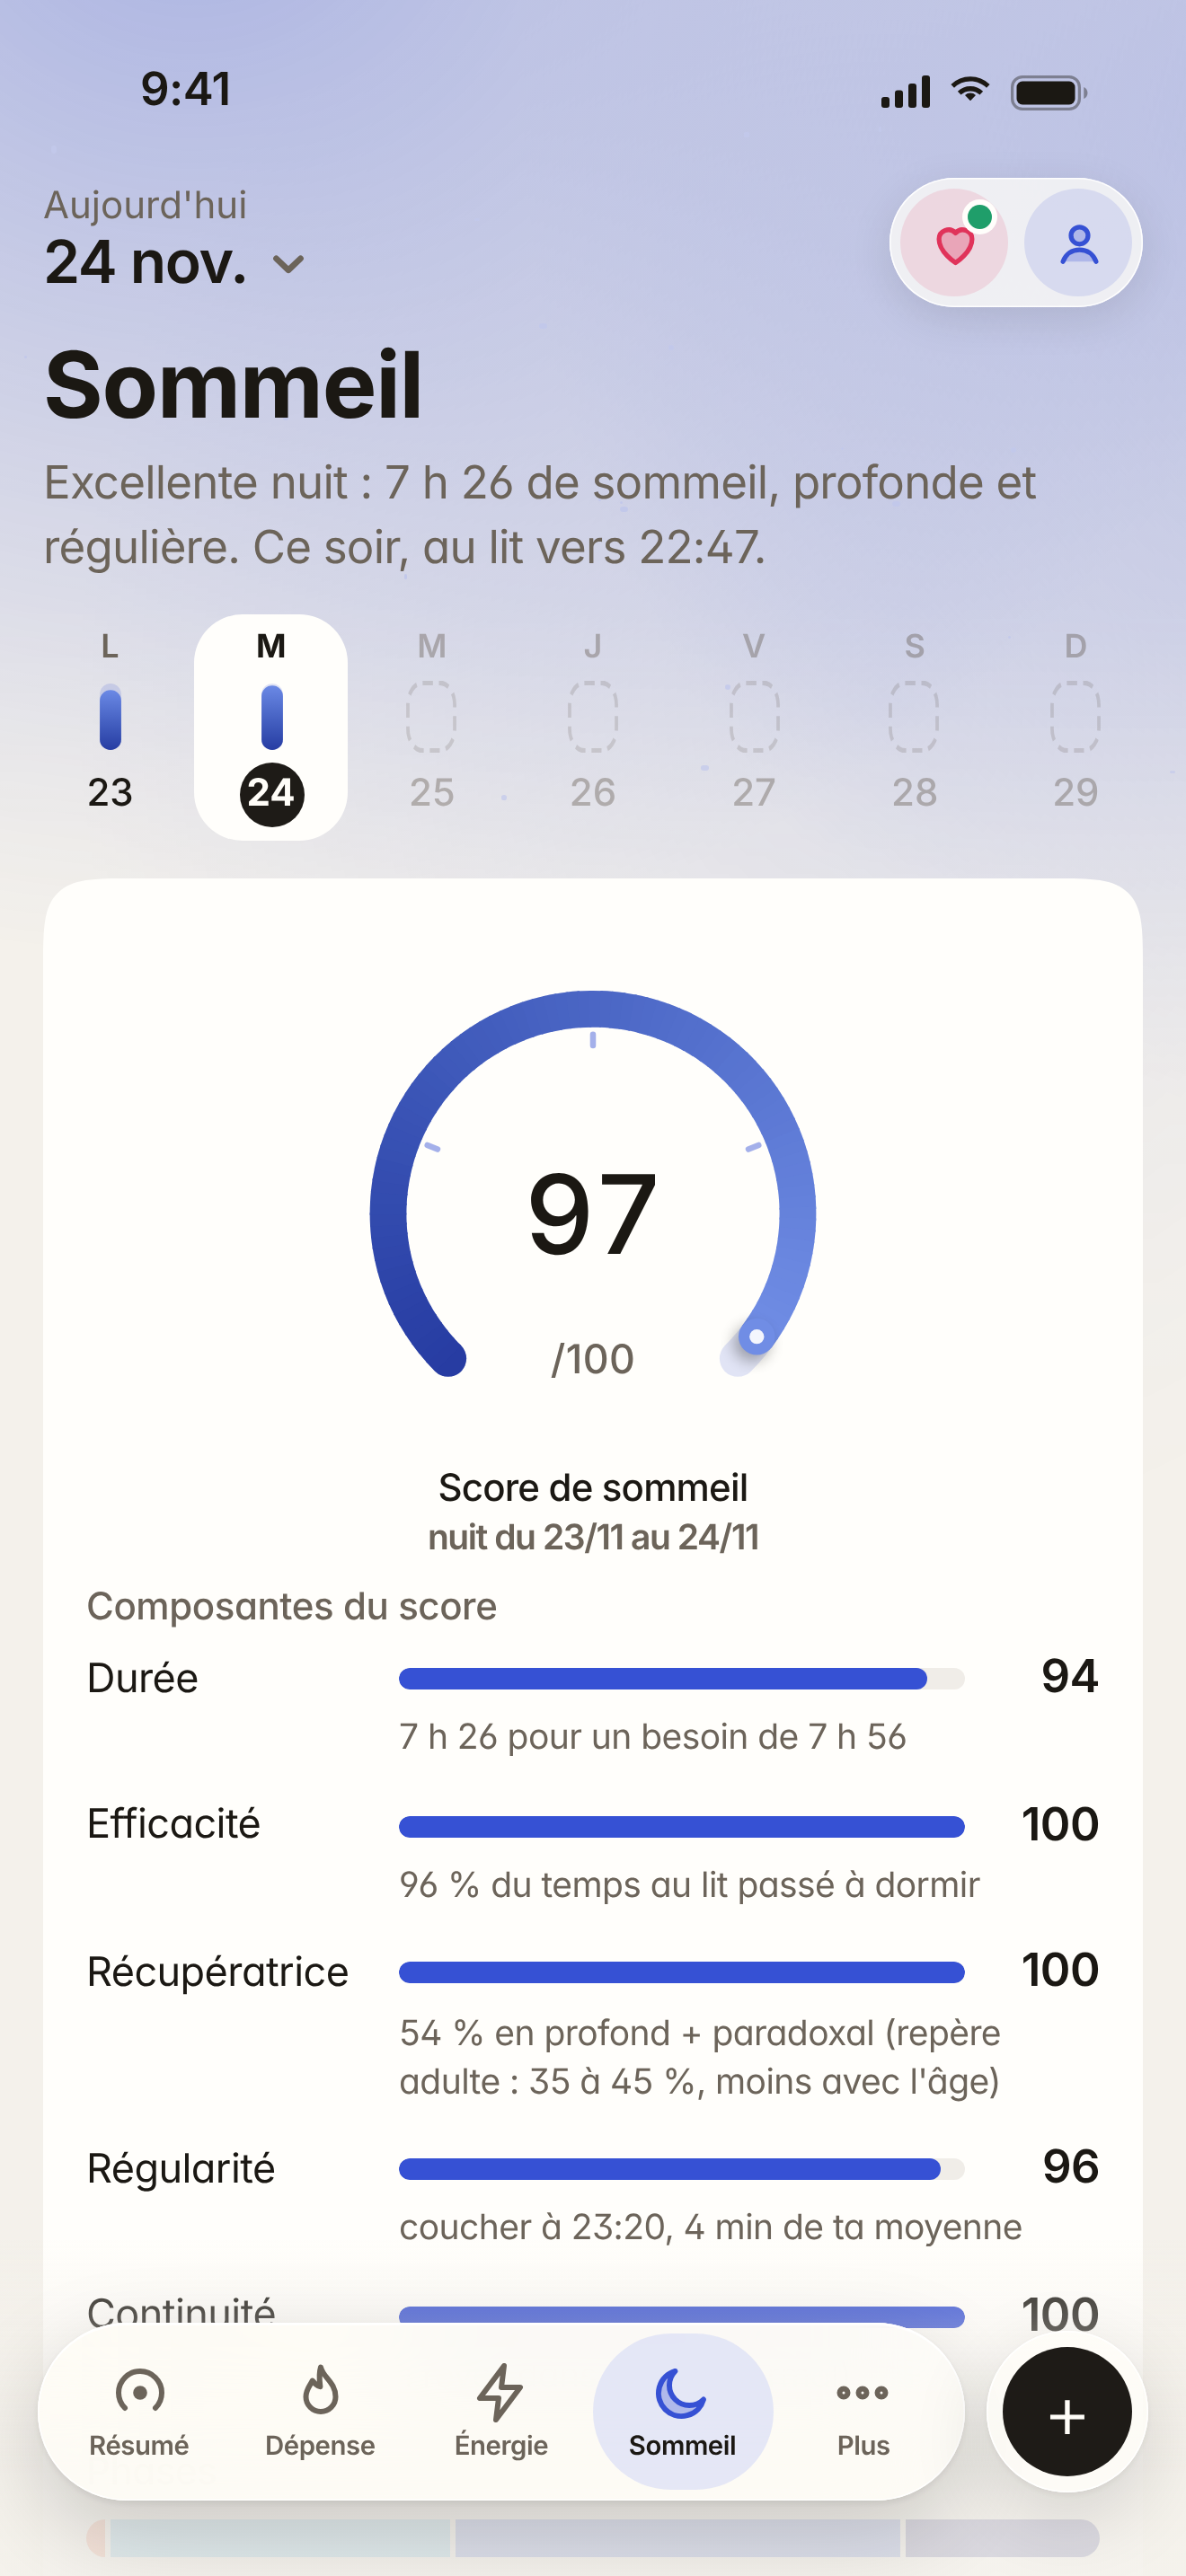 9:41
Aujourd'hui
24 nov.
Sommeil
Excellente nuit : 7 h 26 de sommeil, profonde et
régulière. Ce soir, au lit vers 22:47.
L M M J V S D
23 24 25 26 27 28 29
97
/100
Score de sommeil
nuit du 23/11 au 24/11
Composantes du score
Durée 94
7 h 26 pour un besoin de 7 h 56
Efficacité 100
96 % du temps au lit passé à dormir
Récupératrice 100
54 % en profond + paradoxal (repère
adulte : 35 à 45 %, moins avec l'âge)
Régularité 96
coucher à 23:20, 4 min de ta moyenne
Continuité 100
Résumé Dépense Énergie Sommeil Plus +